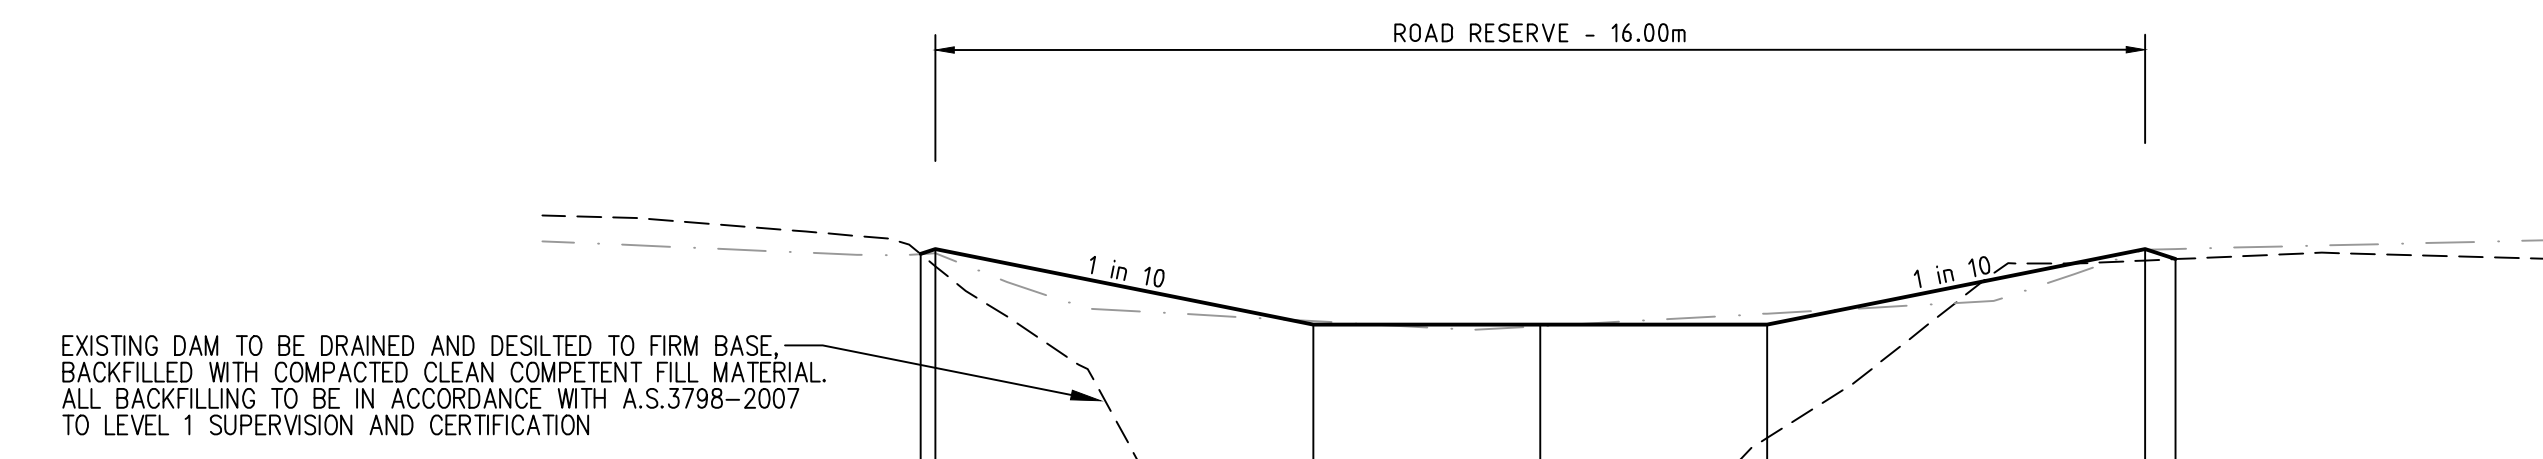 ROAD RESERVE - 16.00m
1 in 10
1 in 10
EXISTING DAM TO BE DRAINED AND DESILTED TO FIRM BASE,
BACKFILLED WITH COMPACTED CLEAN COMPETENT FILL MATERIAL.
ALL BACKFILLING TO BE IN ACCORDANCE WITH A.S.3798-2007
TO LEVEL 1 SUPERVISION AND CERTIFICATION